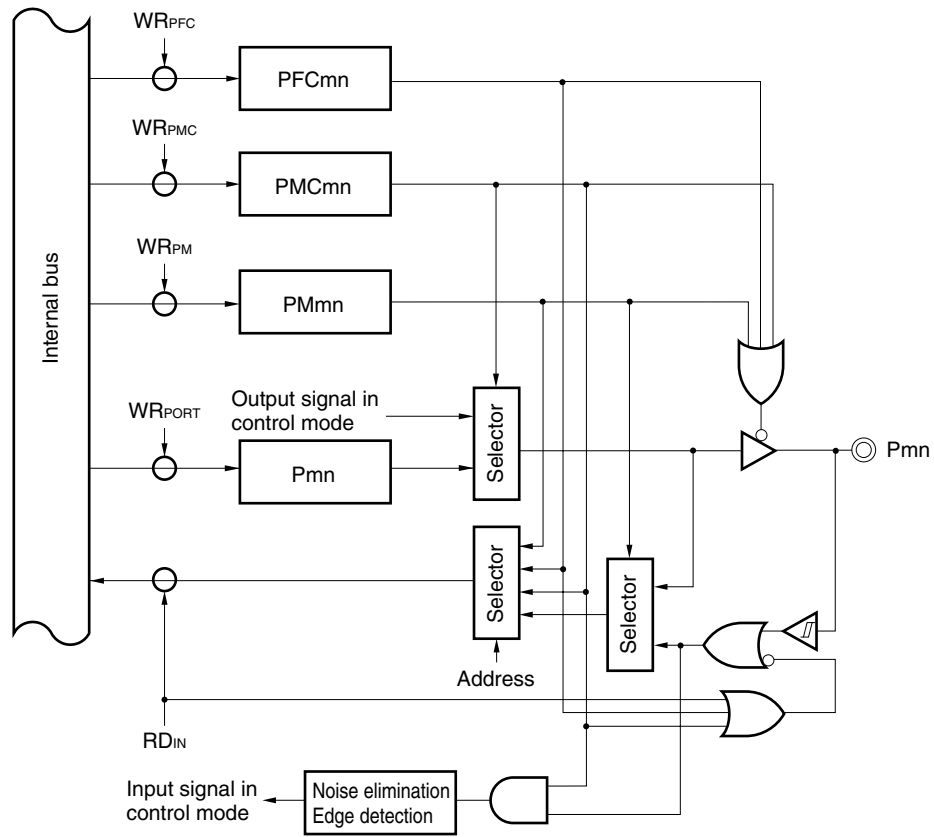 WRPFC
PFCmn
WRPMC
PMCmn
WRPM
PMmn
Internal bus
Output signal in
control mode
WRPORT
Pmn
Selector
Pmn
Selector
Selector
Address
RDIN
Input signal in
control mode
Noise elimination
Edge detection